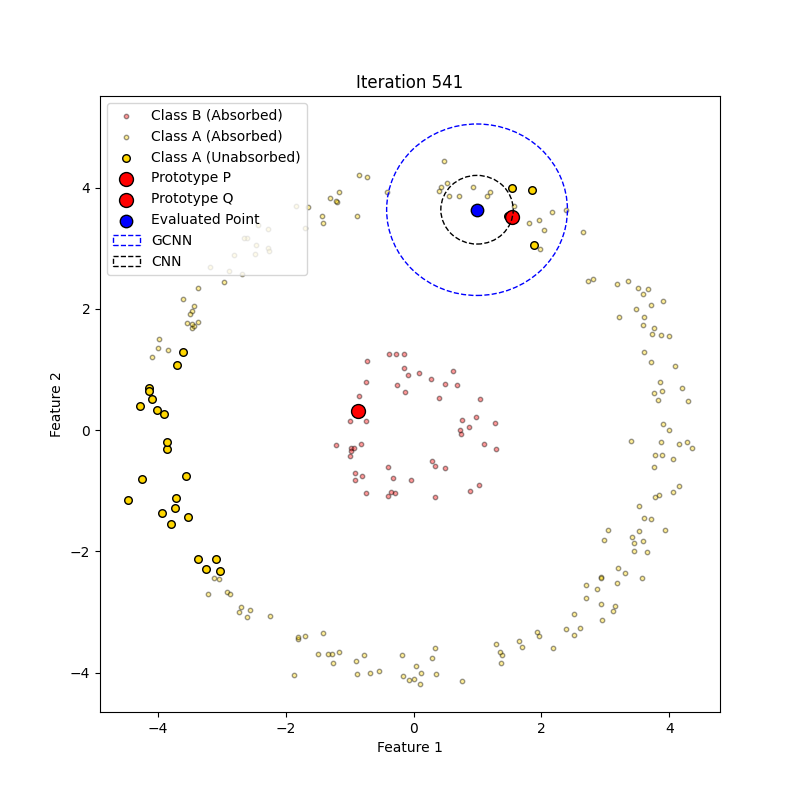 Iteration 541
Class B (Absorbed)
Class A (Absorbed)
Class A (Unabsorbed)
Prototype P
Prototype Q
Evaluated Point
GCNN
CNN
4
2
0
−2
−4
Feature 2
−4
−2
0
2
4
Feature 1